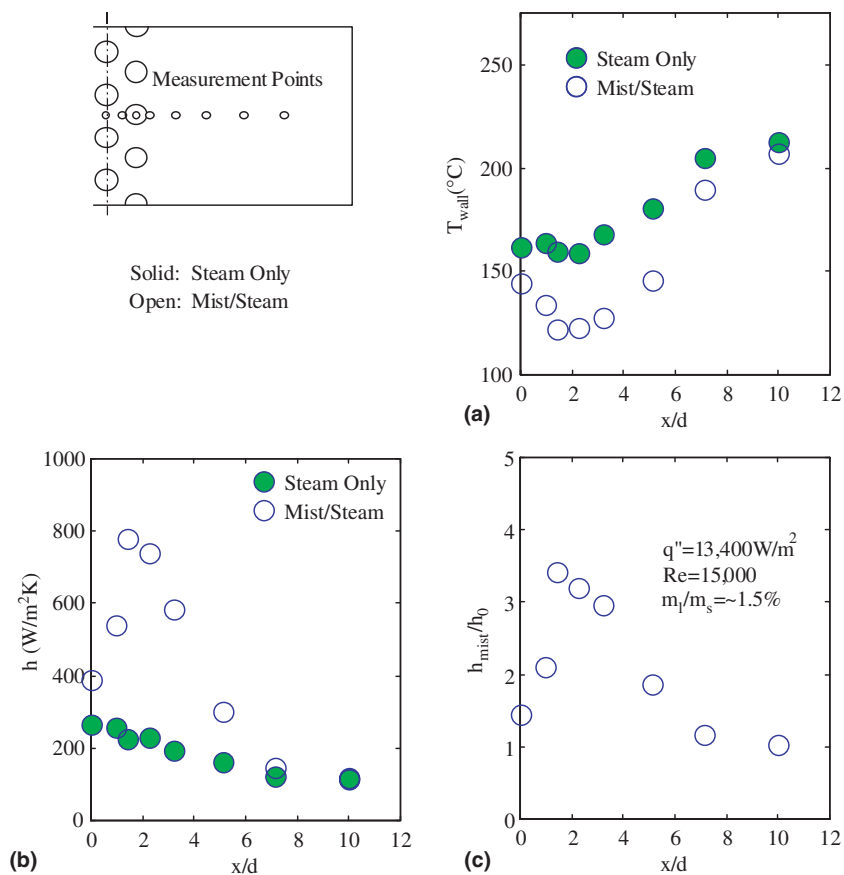 Measurement Points
Solid: Steam Only
Open: Mist/Steam
250
200
150
100
T_wall(°C)
Steam Only
Mist/Steam
0 2 4 6 8 10 12
x/d
(a)
1000
800
600
400
200
0
h (W/m²K)
Steam Only
Mist/Steam
0 2 4 6 8 10 12
x/d
(b)
5
4
3
2
1
0
h_mist/h_0
q"=13,400W/m²
Re=15,000
m_l/m_s=~1.5%
0 2 4 6 8 10 12
x/d
(c)